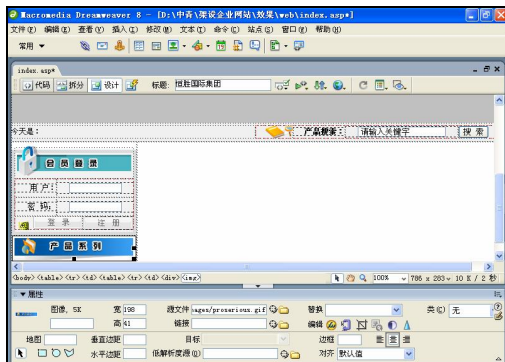 Macromedia Dreamweaver 8 - [D:\中青\架设企业网站\效果\web\index.asp*]
文件(F) 编辑(E) 查看(V) 插入(I) 修改(M) 文本(T) 命令(C) 站点(S) 窗口(W) 帮助(H)
常用
index.asp*
代码 拆分 设计 标题: 恒胜国际集团
今天是: 产品搜索: 请输入关键字 搜 索
会 员 登 录
用 户:
密 码:
登 录 注 册
产 品 系 列
<body> <table> <tr> <td> <table> <tr> <td> <div> <img> 100% 786 x 283 10 K / 2 秒
属性
图像, 5K 宽 198 源文件 ages/proserious.gif 替换 类(C) 无
高 41 链接 编辑
地图 垂直边距 目标 边框
水平边距 低解析度源(O) 对齐 默认值